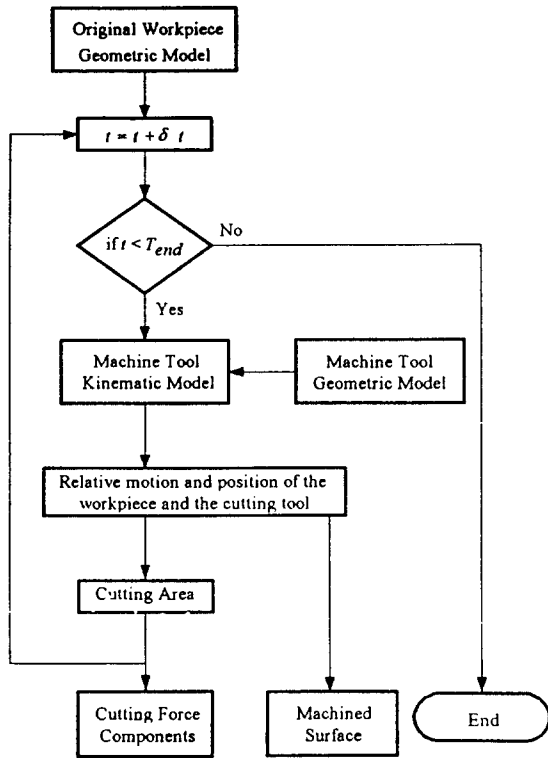 Original Workpiece
Geometric Model
t = t + δ t
if t < Tend
No
Yes
Machine Tool
Kinematic Model
Machine Tool
Geometric Model
Relative motion and position of the
workpiece and the cutting tool
Cutting Area
Cutting Force
Components
Machined
Surface
End